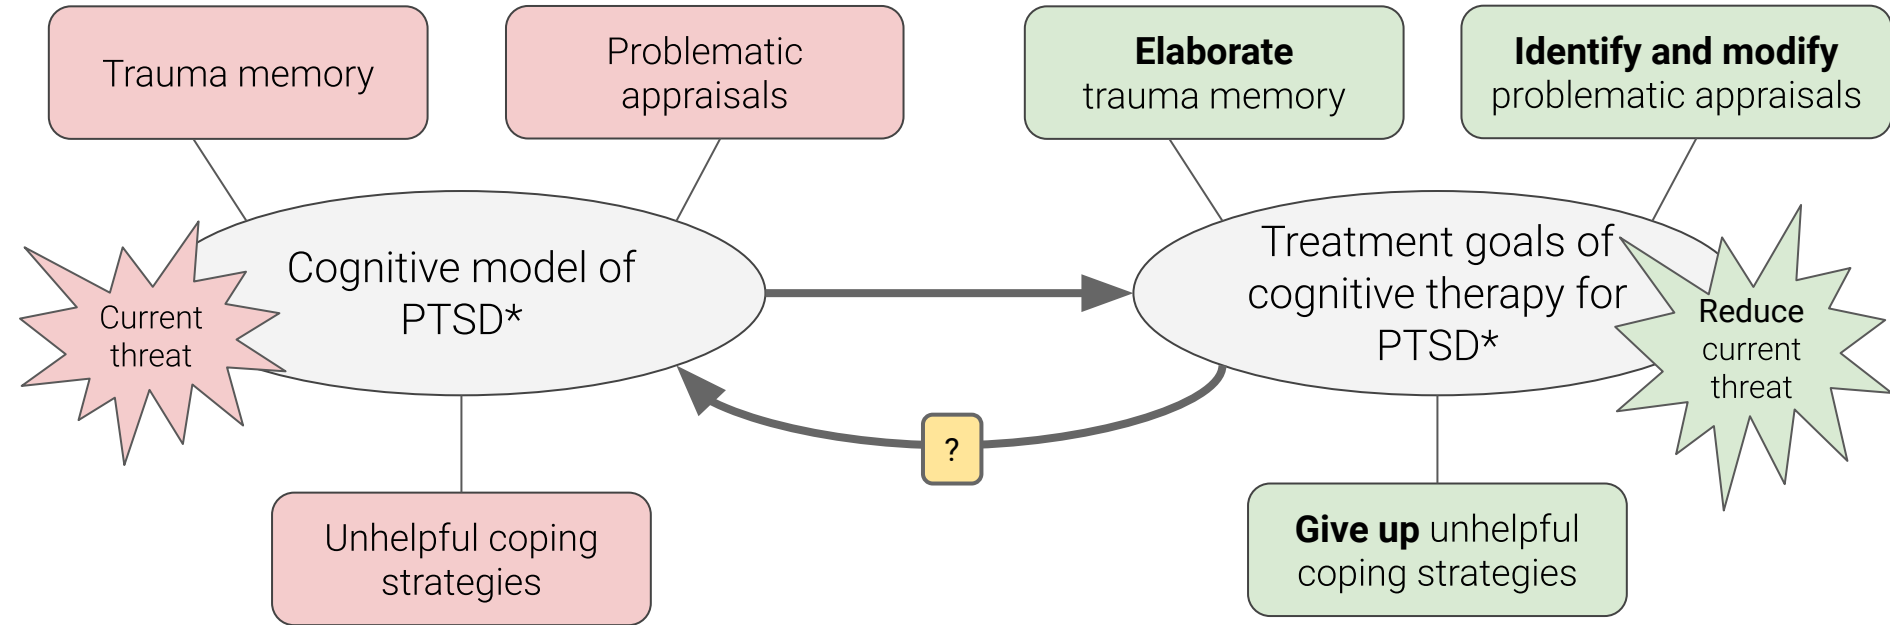 Trauma memory
Problematic
appraisals
Elaborate
trauma memory
Identify and modify
problematic appraisals
Cognitive model of
PTSD*
Current
threat
Treatment goals of
cognitive therapy for
PTSD*
Reduce
current
threat
?
Unhelpful coping
strategies
Give up unhelpful
coping strategies